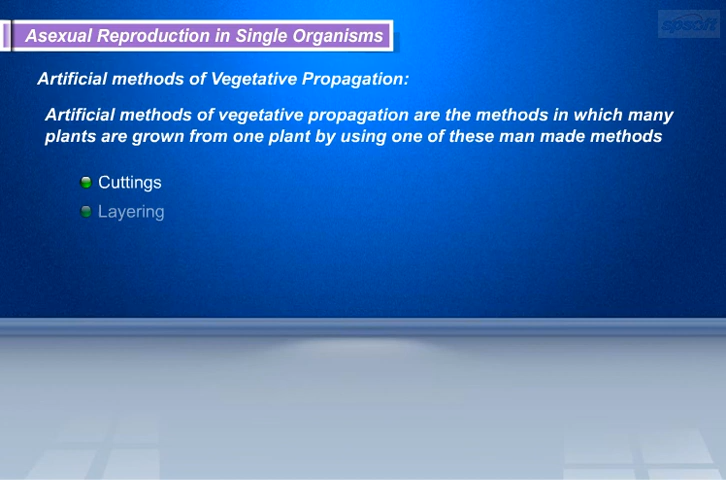 Asexual Reproduction in Single Organisms
spsoft
Artificial methods of Vegetative Propagation:
Artificial methods of vegetative propagation are the methods in which many
plants are grown from one plant by using one of these man made methods
Cuttings
Layering